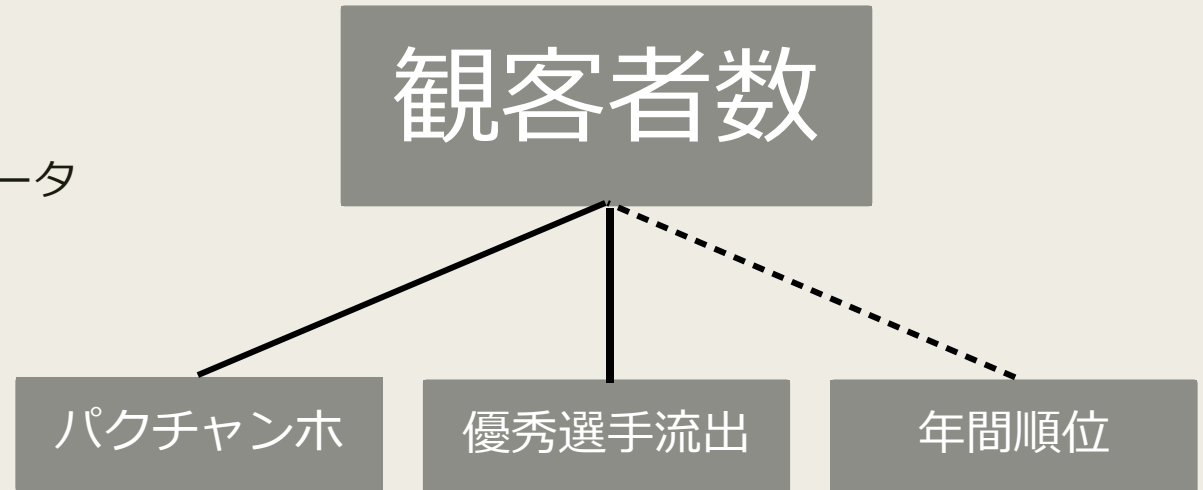 観客者数
ータ
パクチャンホ
優秀選手流出
年間順位